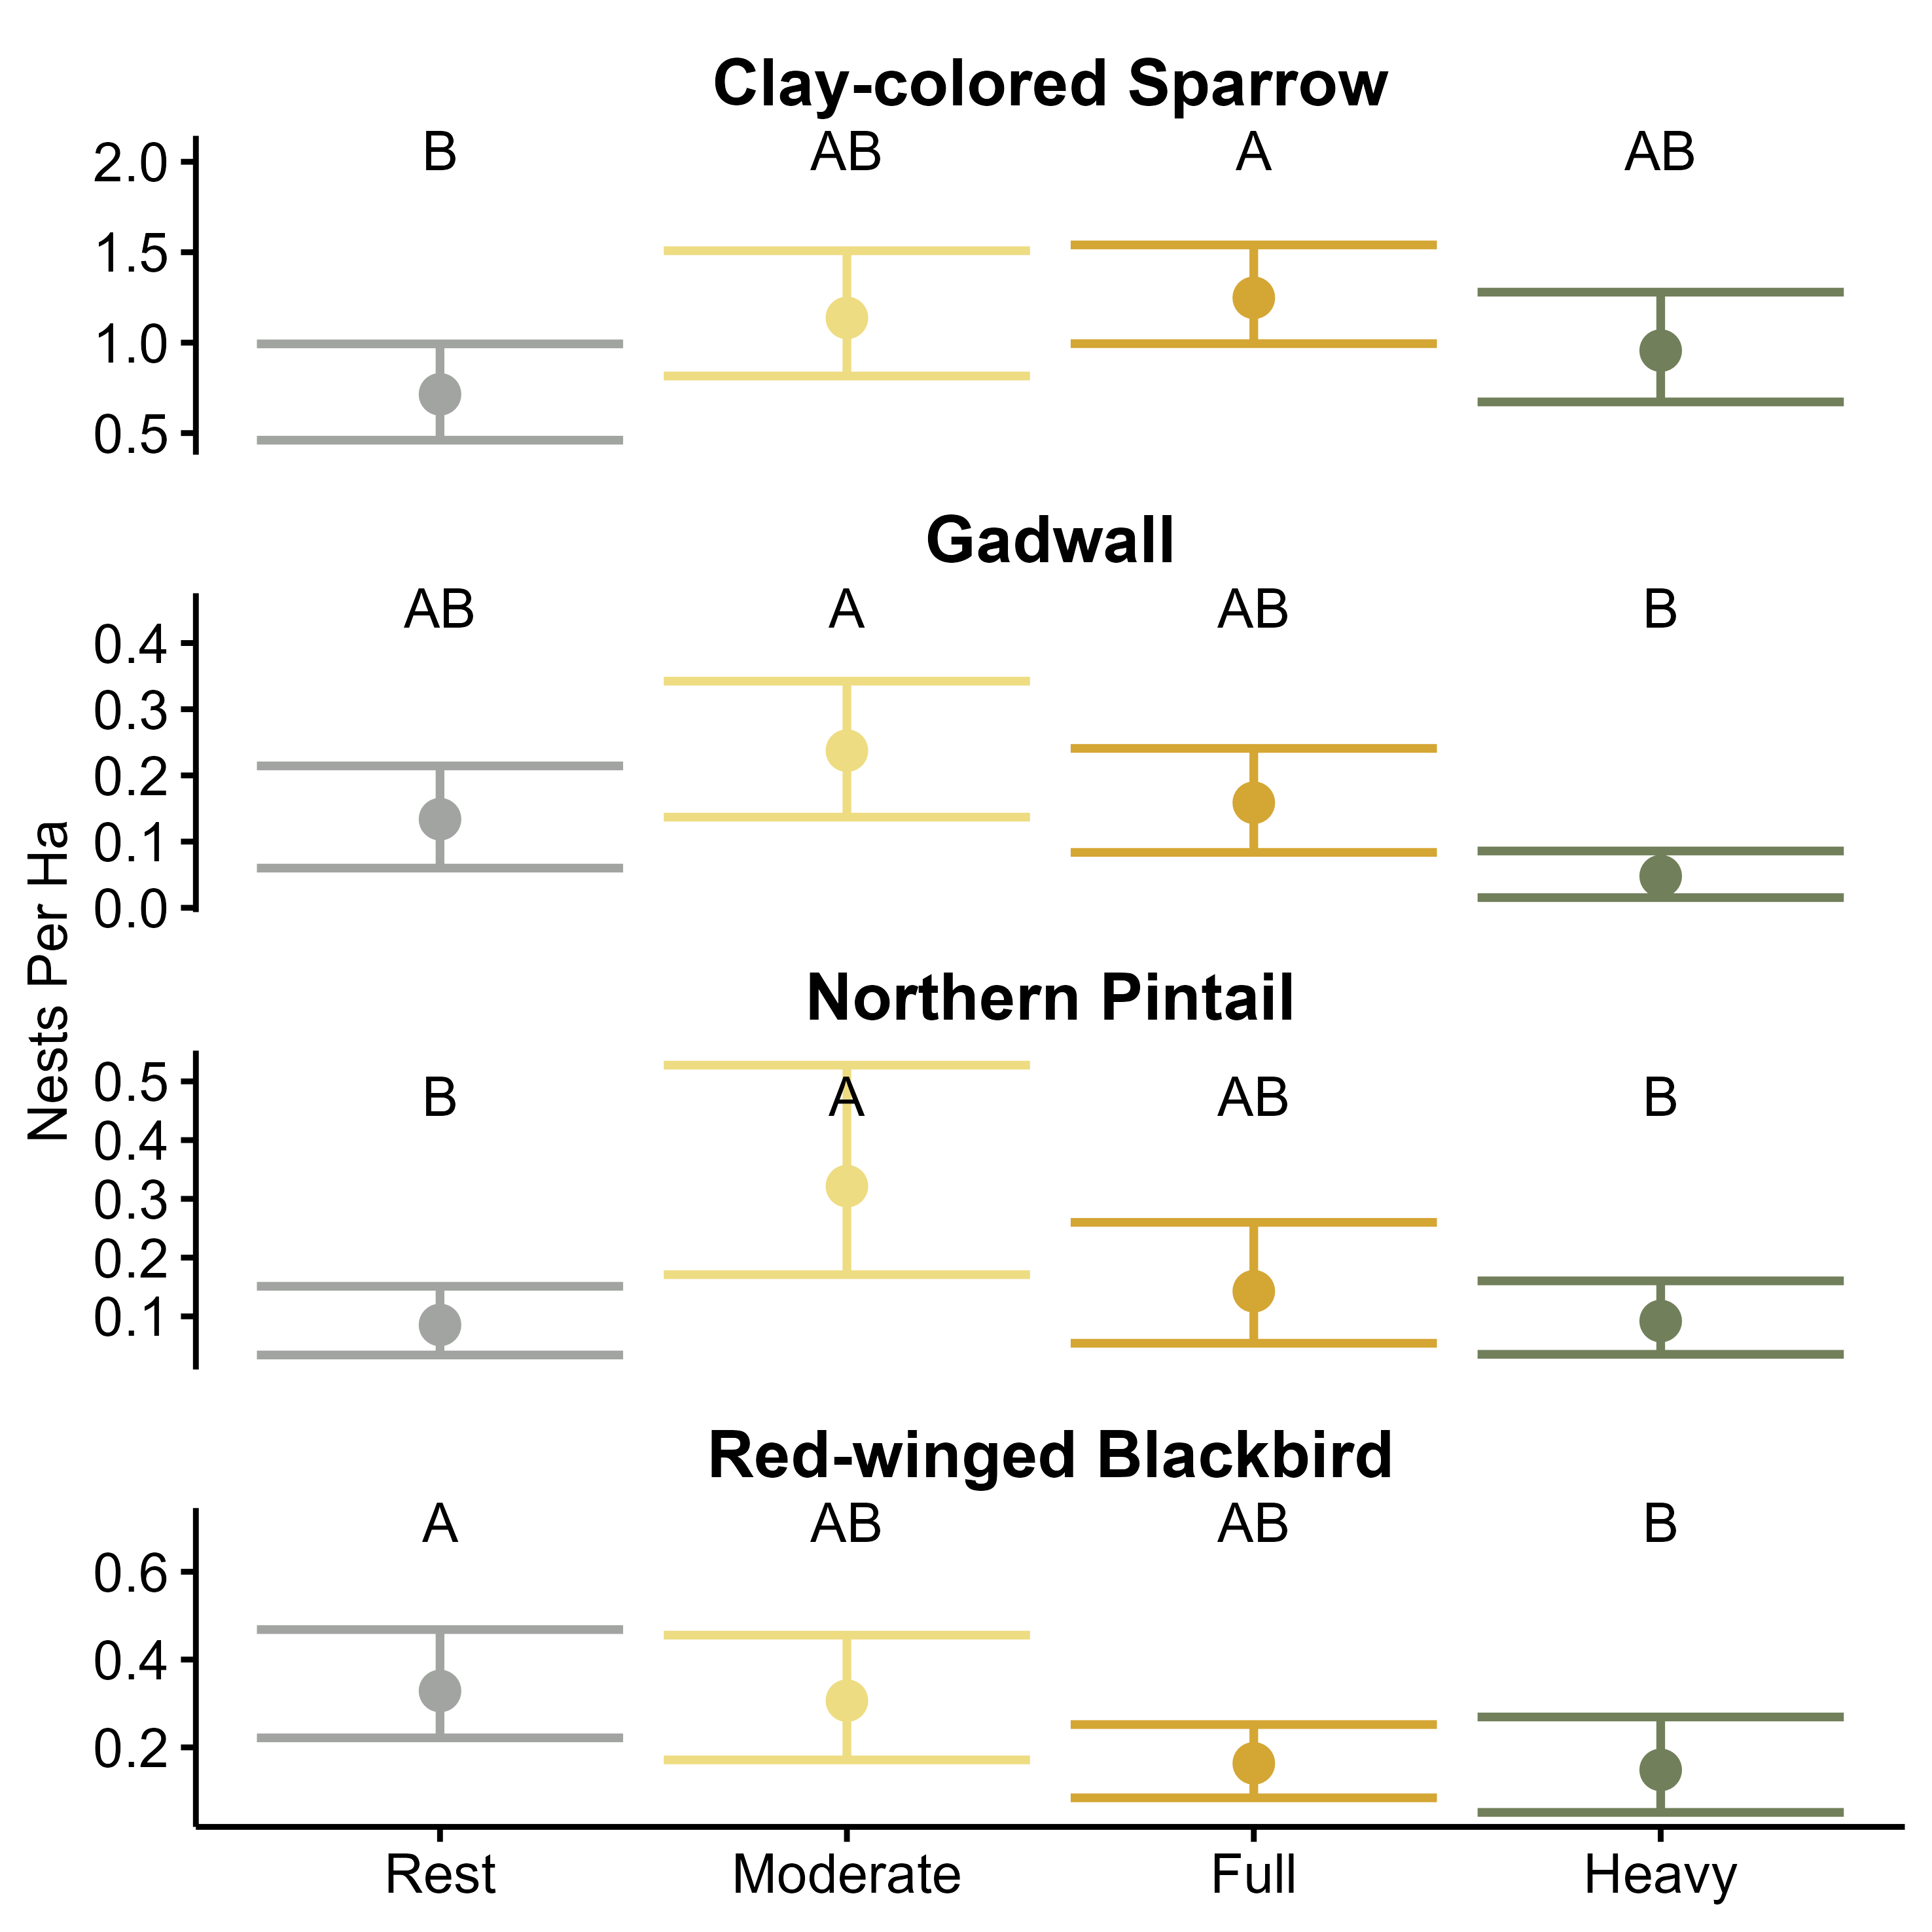 Clay-colored Sparrow
B AB A AB
2.0
1.5
1.0
0.5
Gadwall
AB A AB B
0.4
0.3
0.2
0.1
0.0
Nests Per Ha
Northern Pintail
B A AB B
0.5
0.4
0.3
0.2
0.1
Red-winged Blackbird
A AB AB B
0.6
0.4
0.2
Rest Moderate Full Heavy